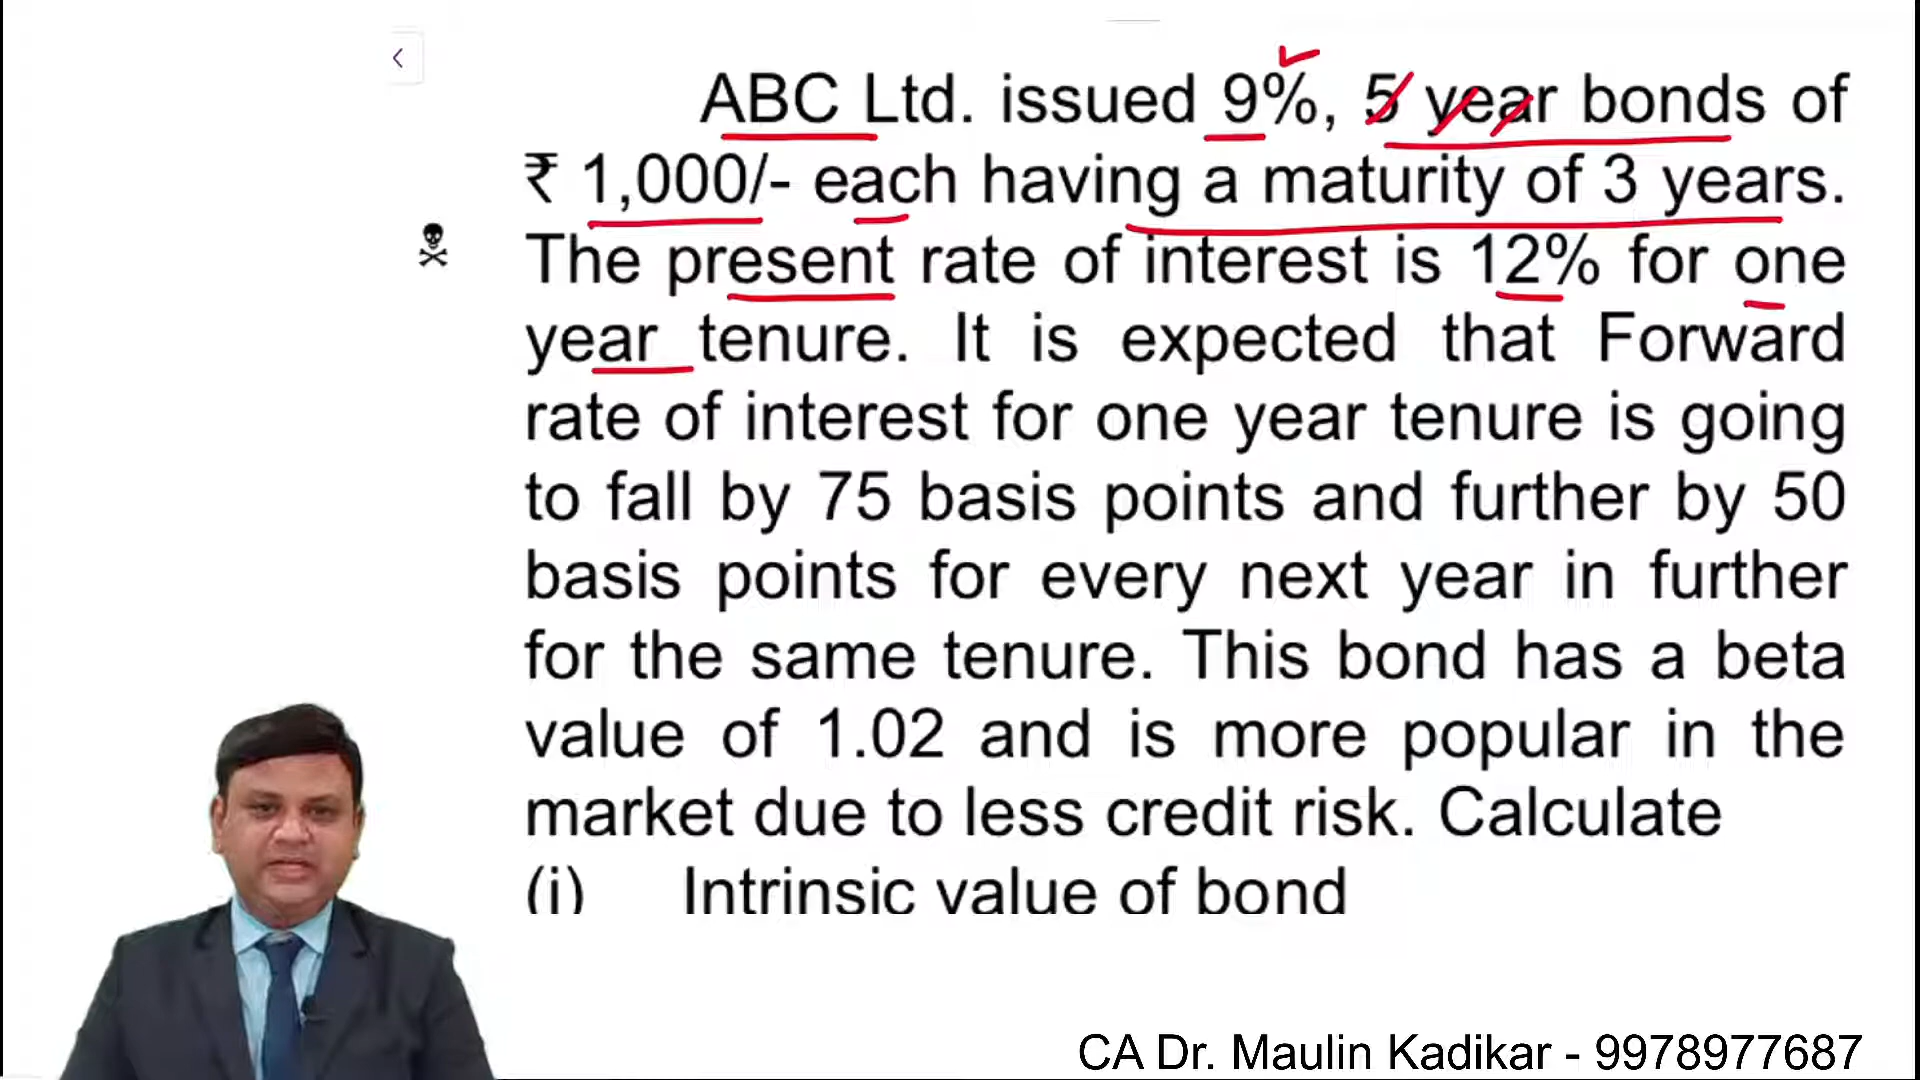 ABC Ltd. issued 9%, 5 year bonds of
₹ 1,000/- each having a maturity of 3 years.
The present rate of interest is 12% for one
year tenure. It is expected that Forward
rate of interest for one year tenure is going
to fall by 75 basis points and further by 50
basis points for every next year in further
for the same tenure. This bond has a beta
value of 1.02 and is more popular in the
market due to less credit risk. Calculate
(i) Intrinsic value of bond
CA Dr. Maulin Kadikar - 9978977687